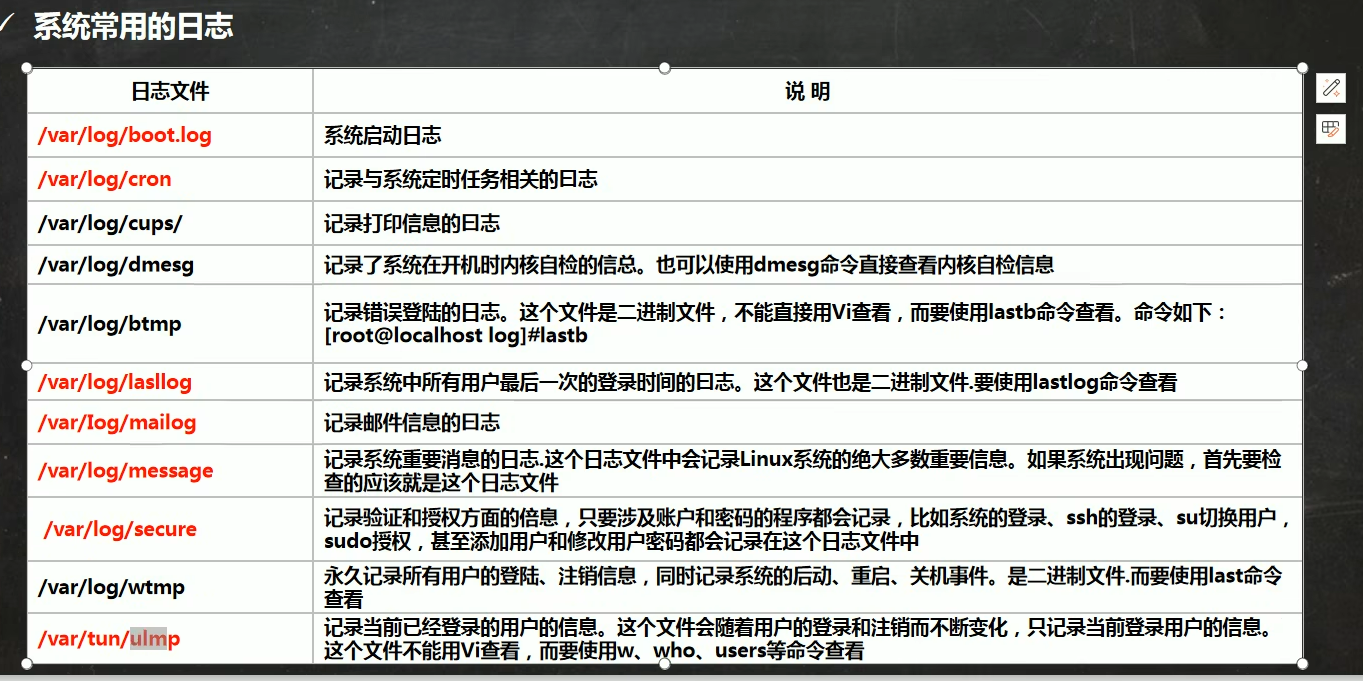 系统常用的日志
日志文件
说 明
/var/log/boot.log
系统启动日志
/var/log/cron
记录与系统定时任务相关的曰志
/var/log/cups/
记录打印信息的曰志
/var/log/dmesg
记录了系统在开机时内核自检的信总。也可以使用dmesg命令直接查看内核自检信息
/var/log/btmp
记录错误登陆的日志。这个文件是二进制文件，不能直接用Vi查看，而要使用lastb命令查看。命令如下：
[root@localhost log]#lastb
/var/log/lasllog
记录系统中所有用户最后一次的登录时间的曰志。这个文件也是二进制文件.要使用lastlog命令查看
/var/Iog/mailog
记录邮件信息的曰志
/var/log/message
记录系统重要消息的日志.这个日志文件中会记录Linux系统的绝大多数重要信息。如果系统出现问题，首先要检
查的应该就是这个日志文件
/var/log/secure
记录验证和授权方面的倍息，只要涉及账户和密码的程序都会记录，比如系统的登录、ssh的登录、su切换用户，
sudo授权，甚至添加用户和修改用户密码都会记录在这个日志文件中
/var/log/wtmp
永久记录所有用户的登陆、注销信息，同时记录系统的后动、重启、关机事件。是二进制文件.而要使用last命令
查看
/var/tun/ulmp
记录当前已经登录的用户的信息。这个文件会随着用户的登录和注销而不断变化，只记录当前登录用户的信息。
这个文件不能用Vi查看，而要使用w、who、users等命令查看